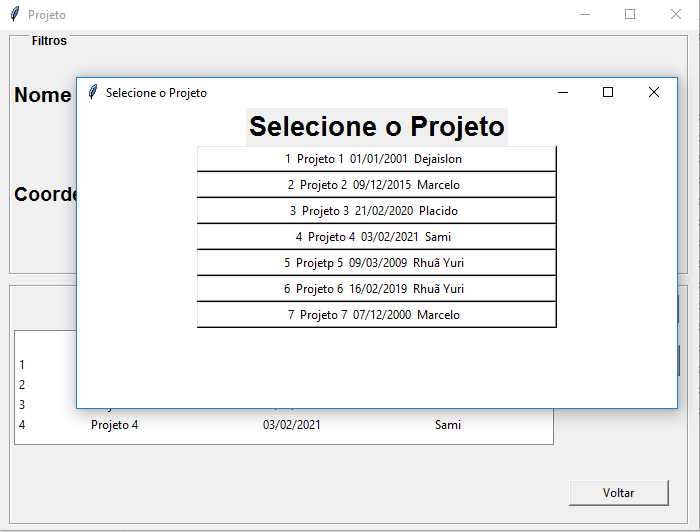 Projeto
Filtros
Nome
Selecione o Projeto
Selecione o Projeto
1 Projeto 1 01/01/2001 Dejaislon
2 Projeto 2 09/12/2015 Marcelo
3 Projeto 3 21/02/2020 Placido
4 Projeto 4 03/02/2021 Sami
5 Projetp 5 09/03/2009 Rhuã Yuri
6 Projeto 6 16/02/2019 Rhuã Yuri
7 Projeto 7 07/12/2000 Marcelo
Coorde
1
2
3
4 Projeto 4 03/02/2021 Sami
Voltar